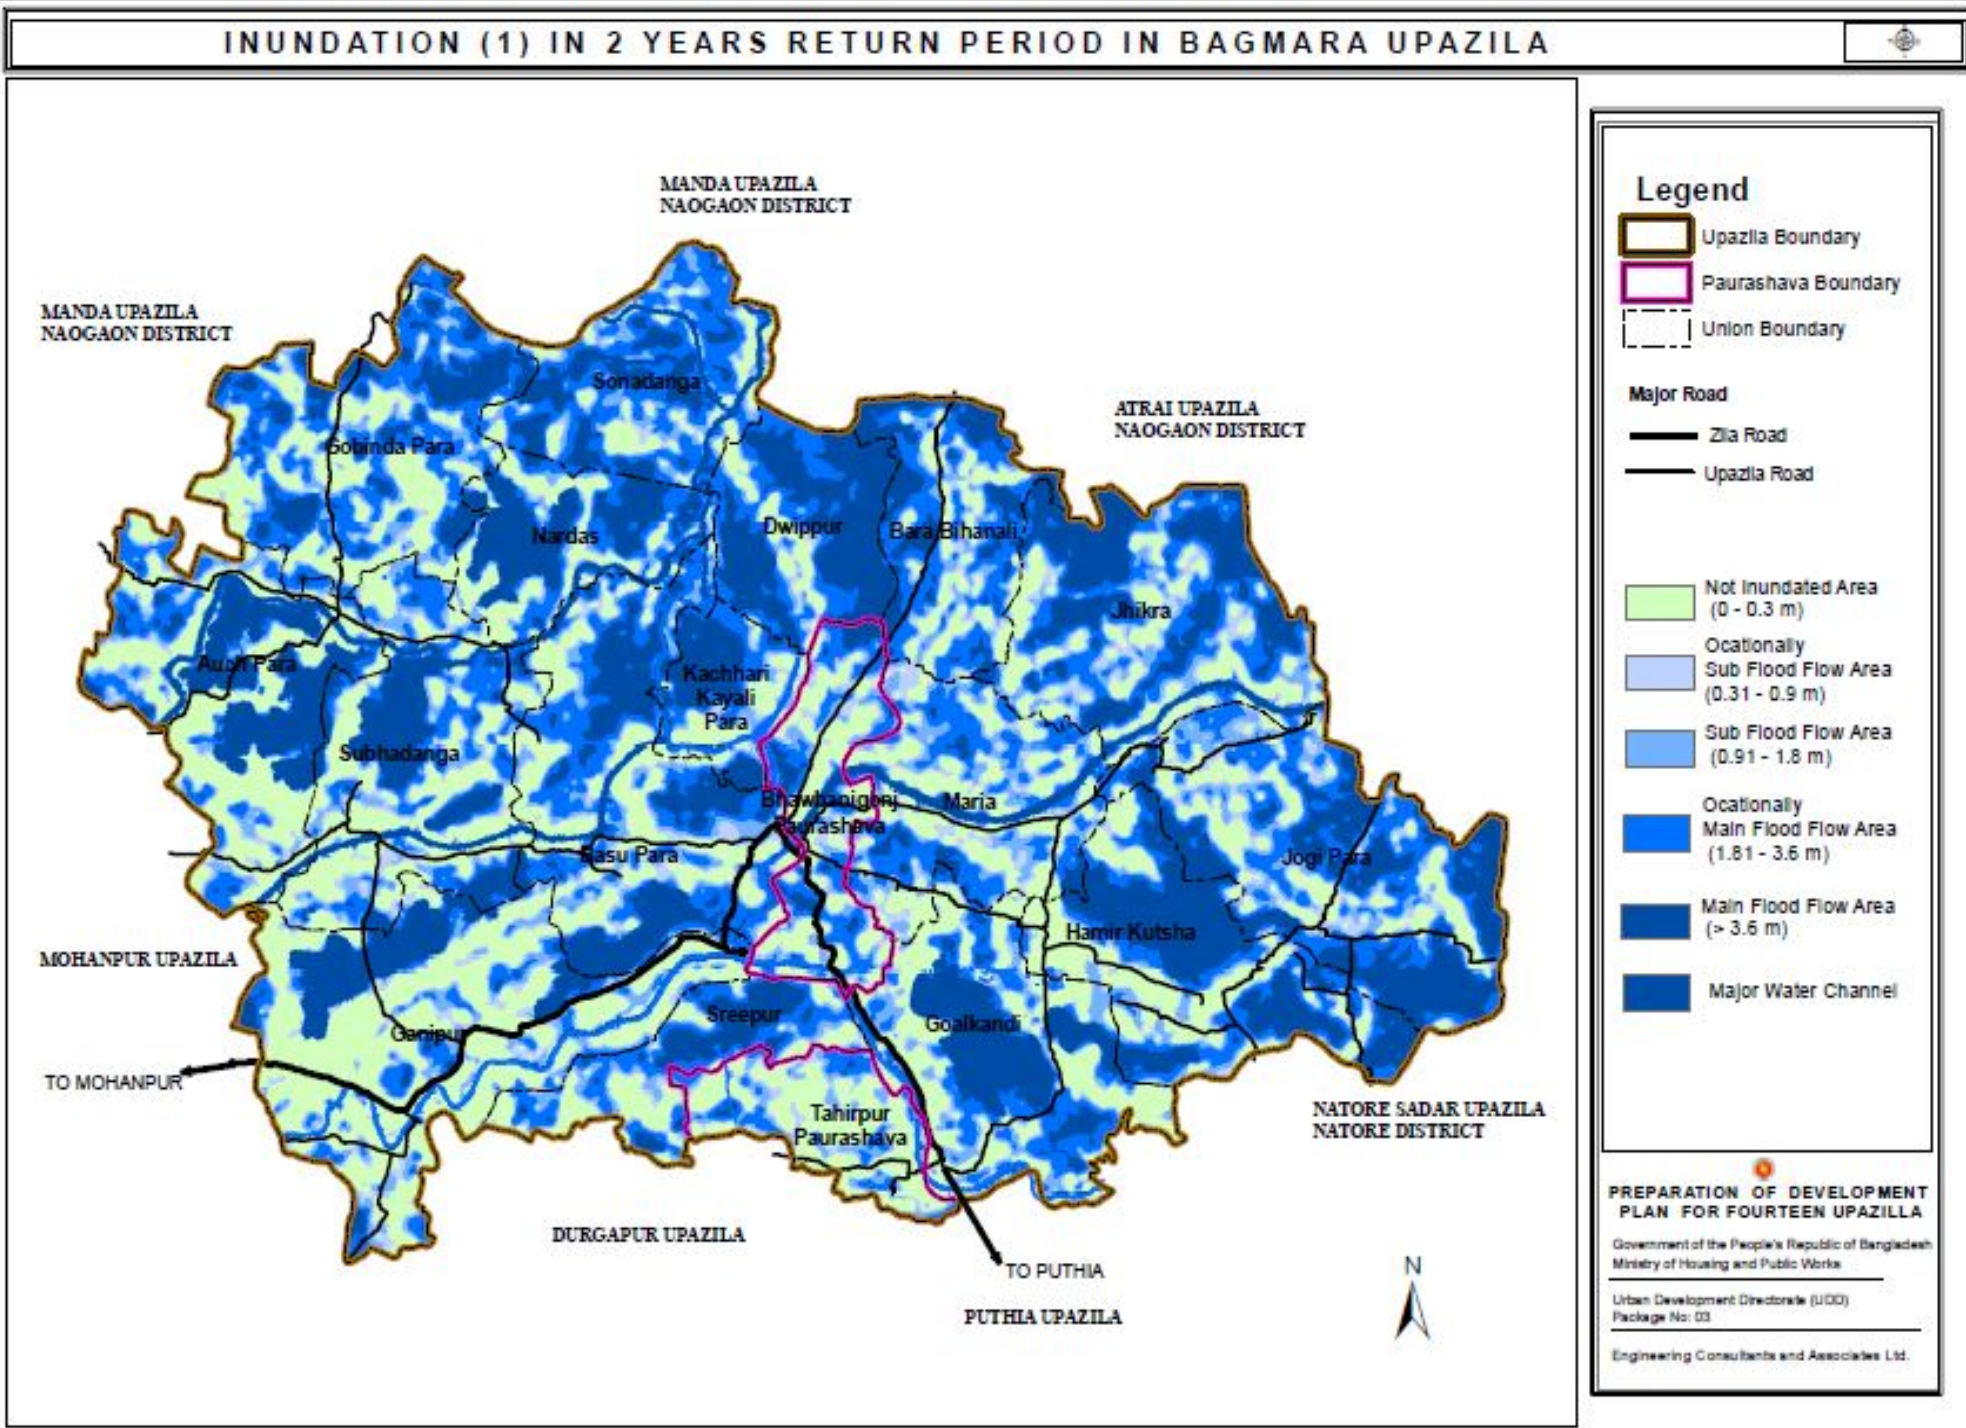 INUNDATION (1) IN 2 YEARS RETURN PERIOD IN BAGMARA UPAZILA
MANDA UPAZILA
NAOGAON DISTRICT
MANDA UPAZILA
NAOGAON DISTRICT
ATRAI UPAZILA
NAOGAON DISTRICT
Sonadanga
Gobinda Para
Nardas
Dwippur
Bara Bihanali
Jhikra
Auch Para
Kachhari
Kayali
Para
Subhadanga
Bhawbanigonj
Paurashava
Maria
Basu Para
Jogi Para
Hamir Kutsha
MOHANPUR UPAZILA
Ganipur
Sreepur
Goalkandi
TO MOHANPUR
Tahirpur
Paurashava
NATORE SADAR UPAZILA
NATORE DISTRICT
DURGAPUR UPAZILA
TO PUTHIA
PUTHIA UPAZILA
N
Legend
Upazila Boundary
Paurashava Boundary
Union Boundary
Major Road
Zila Road
Upazila Road
Not Inundated Area
(0 - 0.3 m)
Ocationally
Sub Flood Flow Area
(0.31 - 0.9 m)
Sub Flood Flow Area
(0.91 - 1.8 m)
Ocationally
Main Flood Flow Area
(1.81 - 3.6 m)
Main Flood Flow Area
(> 3.6 m)
Major Water Channel
PREPARATION OF DEVELOPMENT
PLAN FOR FOURTEEN UPAZILLA
Government of the People's Republic of Bangladesh
Ministry of Housing and Public Works
Urban Development Directorate (UDD)
Package No: 03
Engineering Consultants and Associates Ltd.